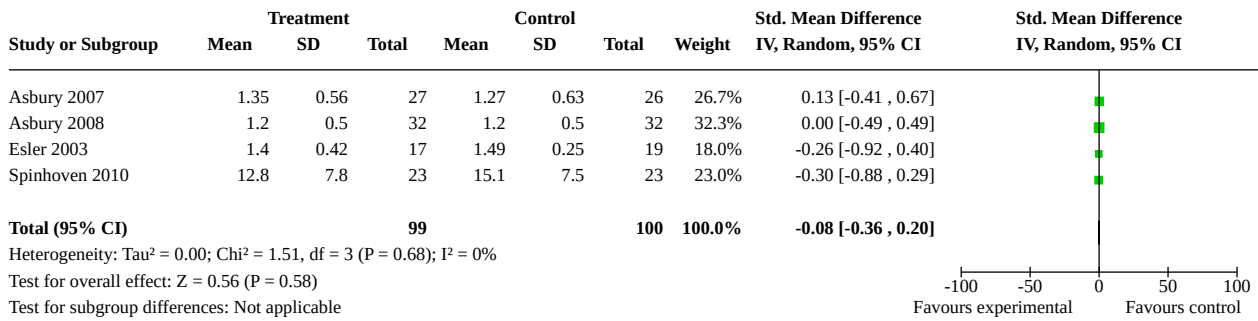 Treatment Control Std. Mean Difference Std. Mean Difference
Study or Subgroup Mean SD Total Mean SD Total Weight IV, Random, 95% CI IV, Random, 95% CI
Asbury 2007 1.35 0.56 27 1.27 0.63 26 26.7% 0.13 [-0.41 , 0.67]
Asbury 2008 1.2 0.5 32 1.2 0.5 32 32.3% 0.00 [-0.49 , 0.49]
Esler 2003 1.4 0.42 17 1.49 0.25 19 18.0% -0.26 [-0.92 , 0.40]
Spinhoven 2010 12.8 7.8 23 15.1 7.5 23 23.0% -0.30 [-0.88 , 0.29]
Total (95% CI) 99 100 100.0% -0.08 [-0.36 , 0.20]
Heterogeneity: Tau² = 0.00; Chi² = 1.51, df = 3 (P = 0.68); I² = 0%
Test for overall effect: Z = 0.56 (P = 0.58) -100 -50 0 50 100
Test for subgroup differences: Not applicable Favours experimental Favours control